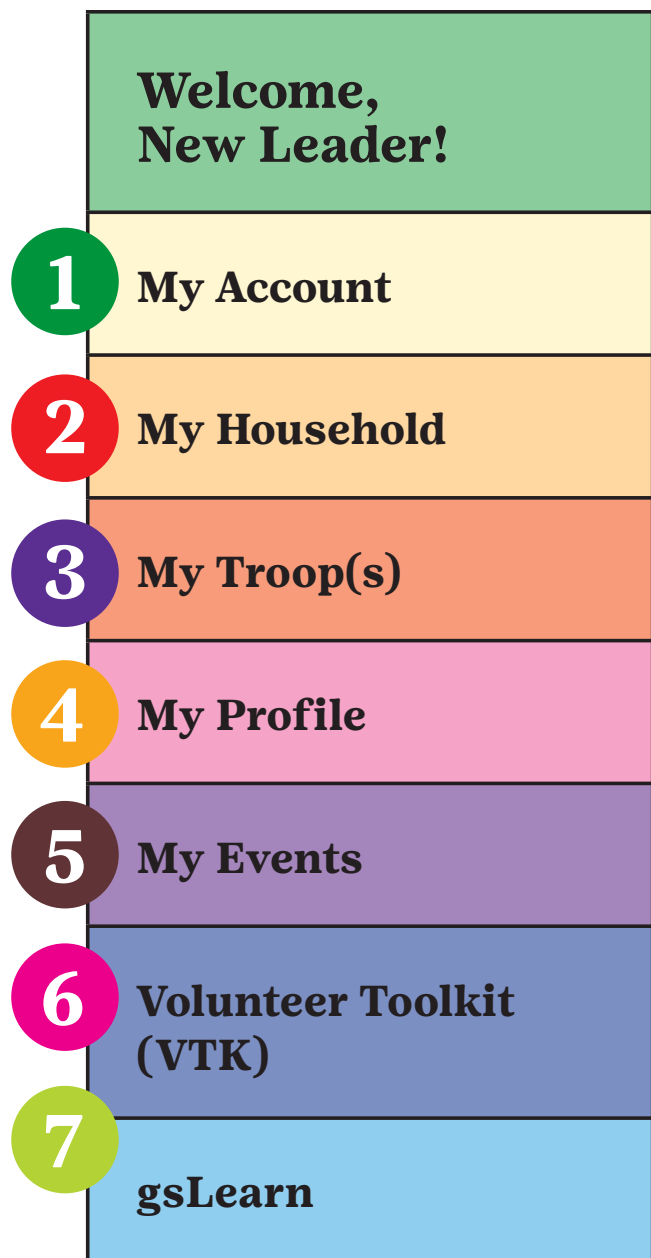 Welcome,
New Leader!
1
My Account
2
My Household
3
My Troop(s)
4
My Profile
5
My Events
6
Volunteer Toolkit
(VTK)
7
gsLearn